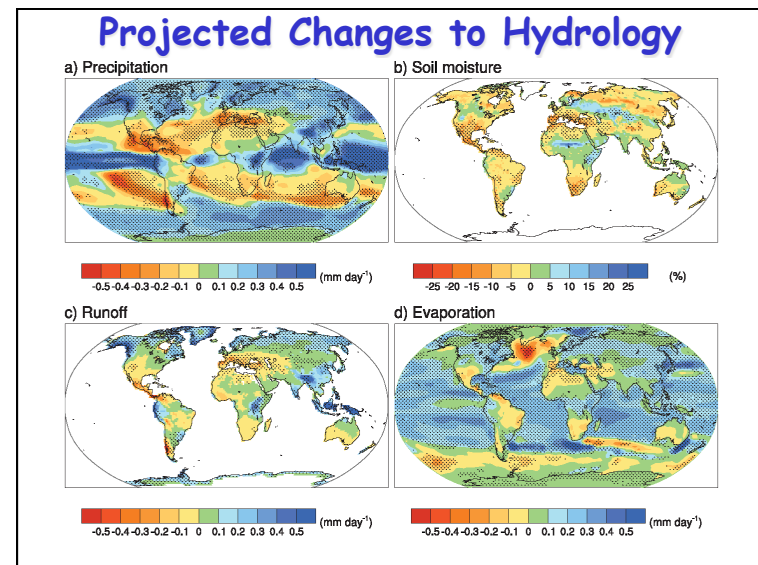 Projected Changes to Hydrology
a) Precipitation
b) Soil moisture
-0.5 -0.4 -0.3 -0.2 -0.1 0 0.1 0.2 0.3 0.4 0.5 (mm day⁻¹)
-25 -20 -15 -10 -5 0 5 10 15 20 25 (%)
c) Runoff
d) Evaporation
-0.5 -0.4 -0.3 -0.2 -0.1 0 0.1 0.2 0.3 0.4 0.5 (mm day⁻¹)
-0.5 -0.4 -0.3 -0.2 -0.1 0 0.1 0.2 0.3 0.4 0.5 (mm day⁻¹)